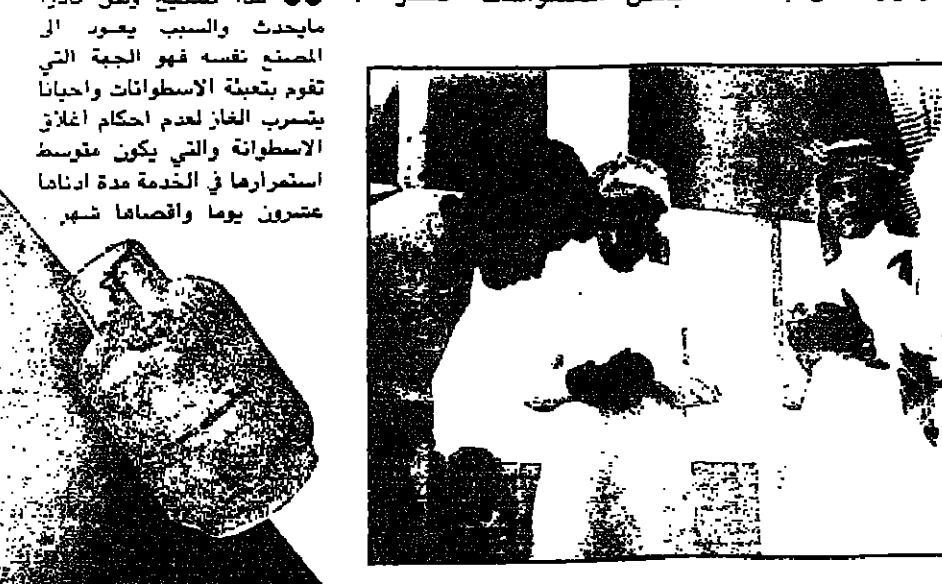 مايحدث والسبب يعود الى
المصنع نفسه فهو الجهة التي
تقوم بتعبئة الاسطوانات واحيانا
يتسرب الغاز لعدم احكام اغلاق
الاسطوانة والتي يكون متوسط
استمرارها في الخدمة مدة ادناها
عشرون يوما واقصاها شهر .